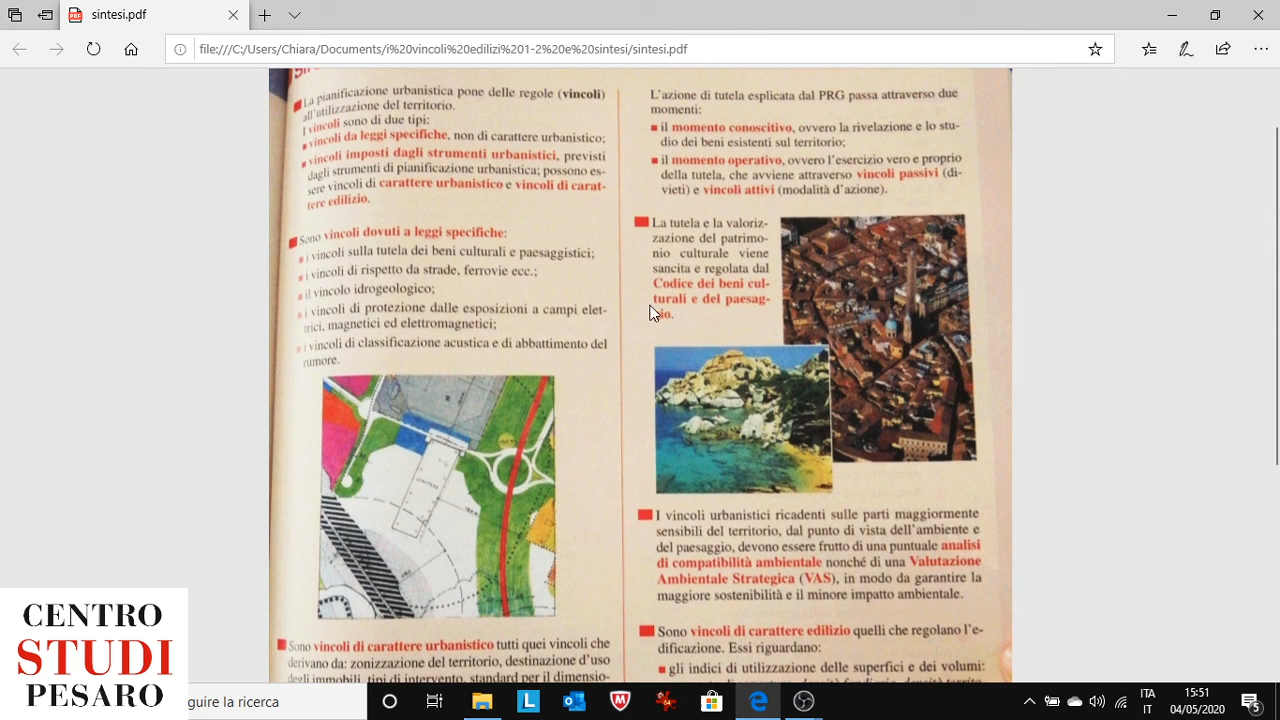 sintesi.pdf
file:///C:/Users/Chiara/Documents/i%20vincoli%20edilizi%201-2%20e%20sintesi/sintesi.pdf
La pianificazione urbanistica pone delle regole (vincoli)
all'utilizzazione del territorio.
I vincoli sono di due tipi:
vincoli da leggi specifiche, non di carattere urbanistico;
vincoli imposti dagli strumenti urbanistici, previsti
dagli strumenti di pianificazione urbanistica; possono es-
sere vincoli di carattere urbanistico e vincoli di carat-
tere edilizio.
Sono vincoli dovuti a leggi specifiche:
i vincoli sulla tutela dei beni culturali e paesaggistici;
i vincoli di rispetto da strade, ferrovie ecc.;
il vincolo idrogeologico;
i vincoli di protezione dalle esposizioni a campi elet-
trici, magnetici ed elettromagnetici;
i vincoli di classificazione acustica e di abbattimento del
rumore.
Sono vincoli di carattere urbanistico tutti quei vincoli che
derivano da: zonizzazione del territorio, destinazione d'uso
degli immobili, tipi di intervento, standard per il dimensio-
L'azione di tutela esplicata dal PRG passa attraverso due
momenti:
il momento conoscitivo, ovvero la rivelazione e lo stu-
dio dei beni esistenti sul territorio;
il momento operativo, ovvero l'esercizio vero e proprio
della tutela, che avviene attraverso vincoli passivi (di-
vieti) e vincoli attivi (modalità d'azione).
La tutela e la valoriz-
zazione del patrimo-
nio culturale viene
sancita e regolata dal
Codice dei beni cul-
turali e del paesag-
io.
I vincoli urbanistici ricadenti sulle parti maggiormente
sensibili del territorio, dal punto di vista dell'ambiente e
del paesaggio, devono essere frutto di una puntuale analisi
di compatibilità ambientale nonché di una Valutazione
Ambientale Strategica (VAS), in modo da garantire la
maggiore sostenibilità e il minore impatto ambientale.
Sono vincoli di carattere edilizio quelli che regolano l'e-
dificazione. Essi riguardano:
gli indici di utilizzazione delle superfici e dei volumi:
CENTRO
STUDI
PESARO
guire la ricerca
64
ITA
IT
15:51
04/05/2020
5